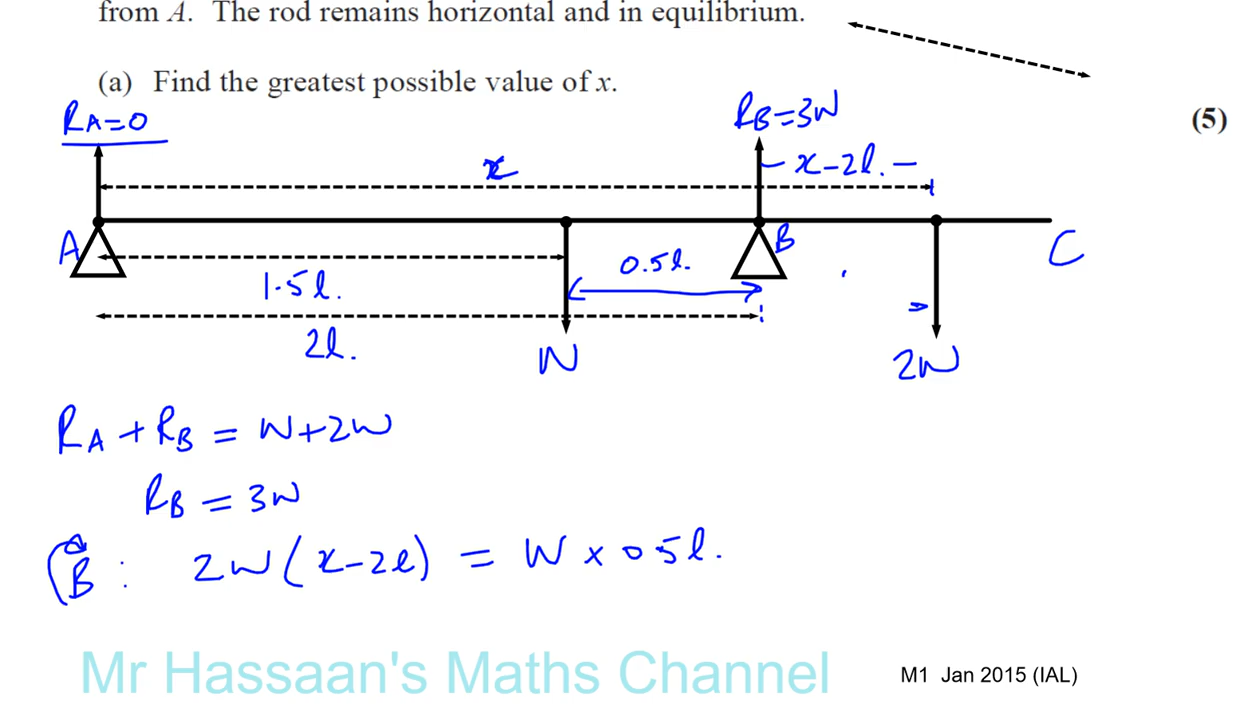 from A. The rod remains horizontal and in equilibrium.
(a) Find the greatest possible value of x.
(5)
RA=0
RB=3W
x
x-2l.
A
B
C
1.5l.
0.5l.
2l.
W
2W
RA + RB = W+2W
RB = 3W
B: 2W(x-2l) = W x 0 5l.
Mr Hassaan's Maths Channel
M1 Jan 2015 (IAL)